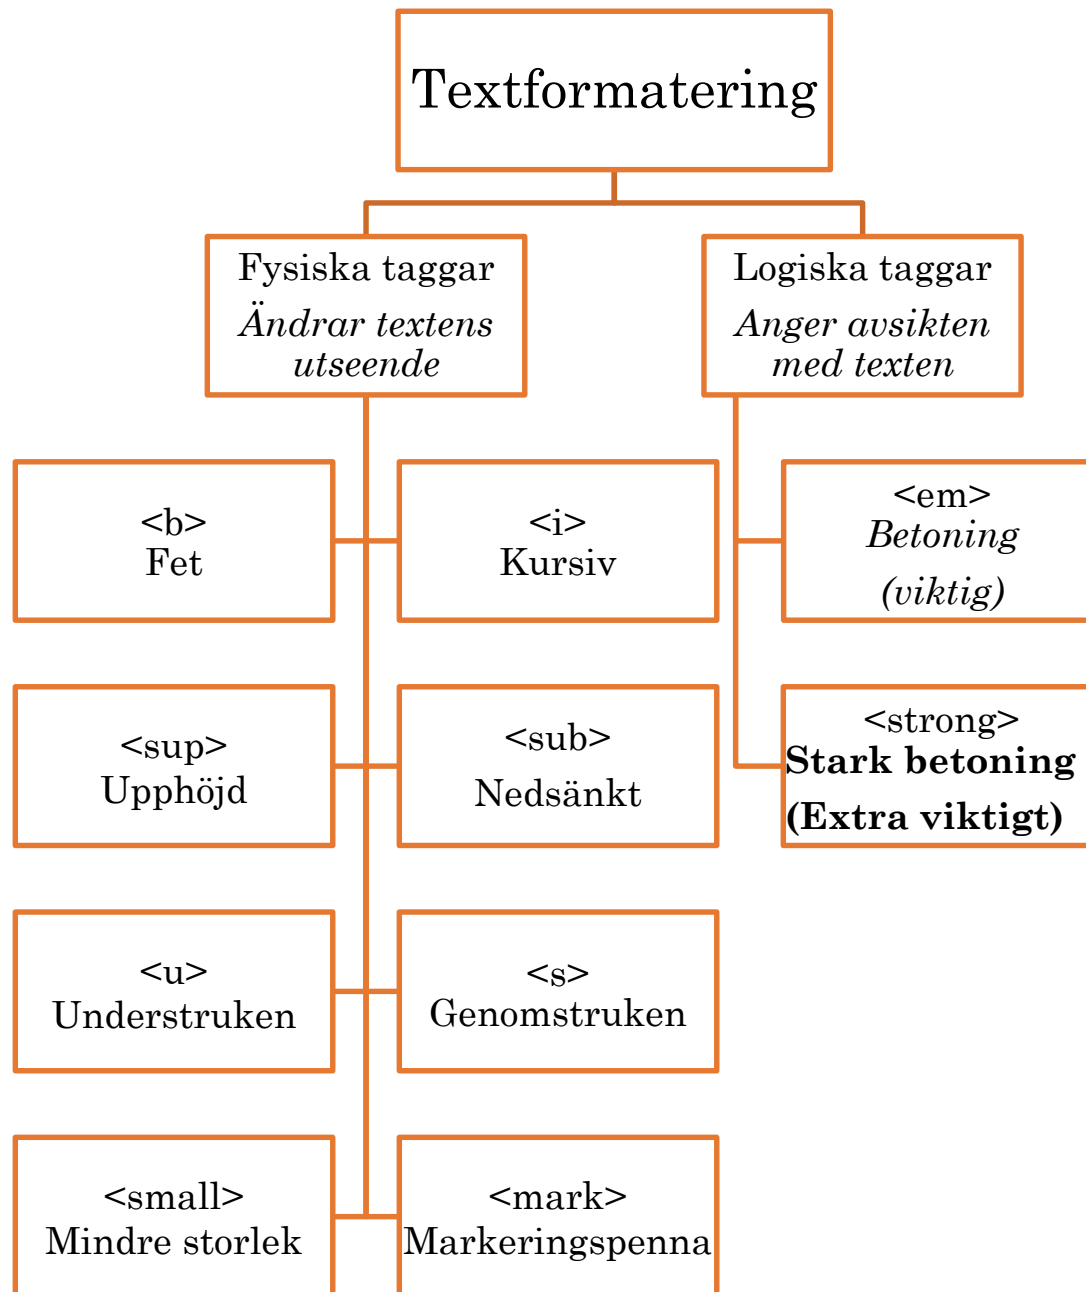 Textformatering
Fysiska taggar
Ändrar textens
utseende
Logiska taggar
Anger avsikten
med texten
<b>
Fet
<i>
Kursiv
<em>
Betoning
(viktig)
<sup>
Upphöjd
<sub>
Nedsänkt
<strong>
Stark betoning
(Extra viktigt)
<u>
Understruken
<s>
Genomstruken
<small>
Mindre storlek
<mark>
Markeringspenna